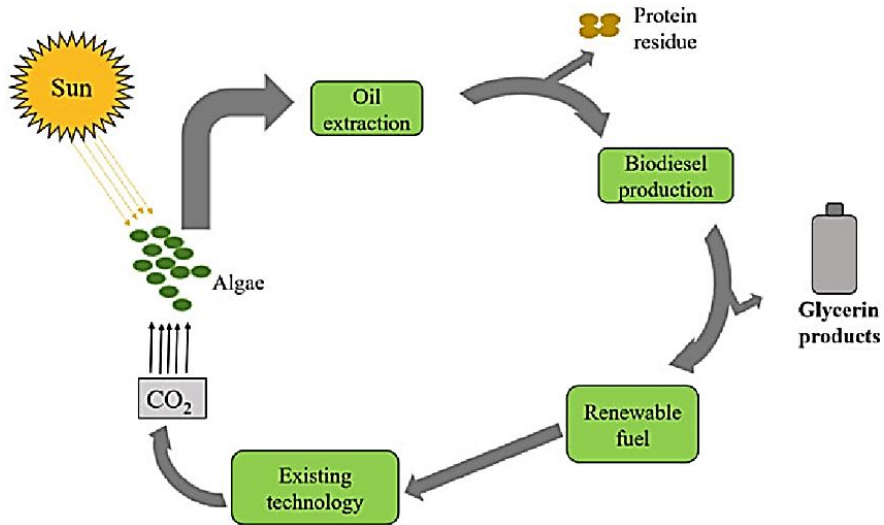 Sun
Algae
CO₂
Oil
extraction
Protein
residue
Biodiesel
production
Glycerin
products
Renewable
fuel
Existing
technology